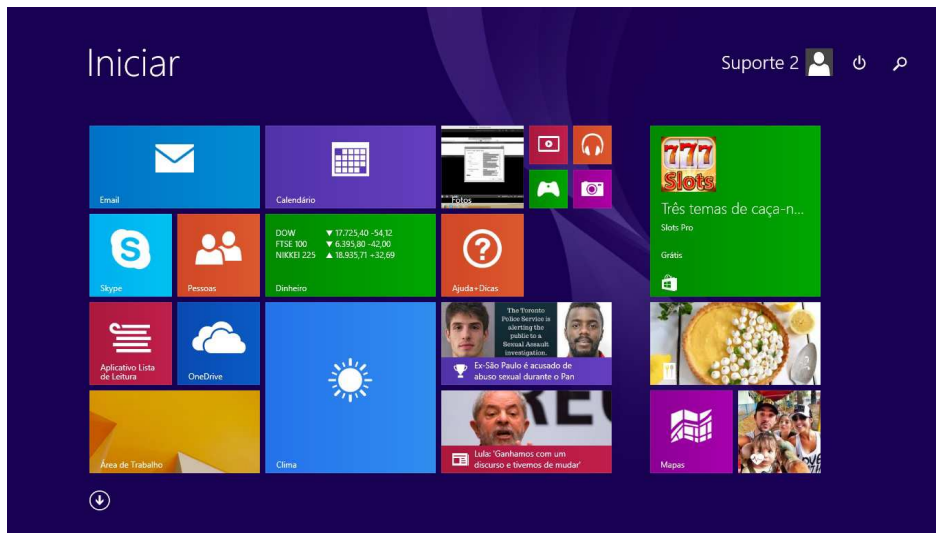 Iniciar
Suporte 2
Email
Calendário
Fotos
777
Slots
Três temas de caça-n...
Slots Pro
Grátis
Skype
Pessoas
DOW ▼ 17.725,40 -54,12
FTSE 100 ▼ 6.395,80 -42,00
NIKKEI 225 ▲ 18.935,71 +32,69
Dinheiro
Ajuda+Dicas
Aplicativo Lista
de Leitura
OneDrive
Clima
The Toronto
Police Service is
alerting the
public to a
Sexual Assault
investigation.
Ex-São Paulo é acusado de
abuso sexual durante o Pan
Área de Trabalho
Lula: 'Ganhamos com um
discurso e tivemos de mudar'
Mapas